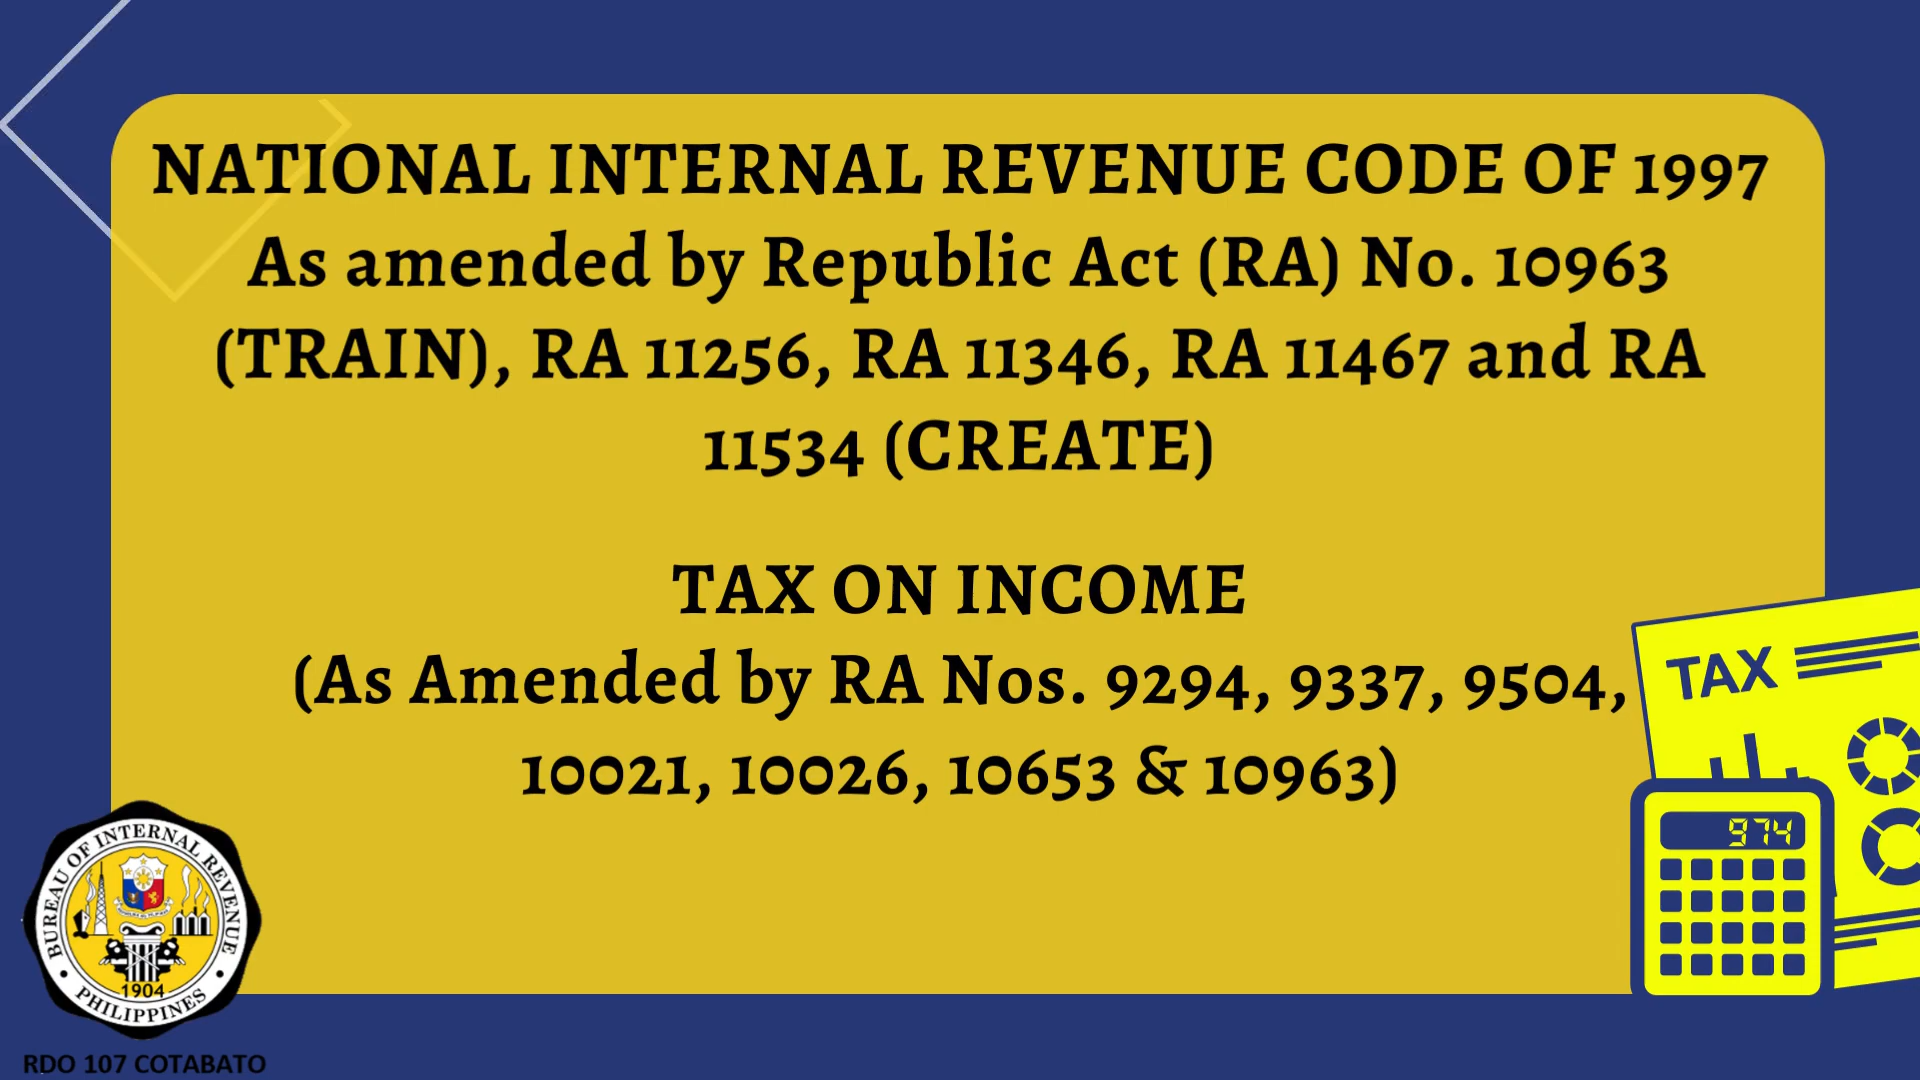 NATIONAL INTERNAL REVENUE CODE OF 1997
As amended by Republic Act (RA) No. 10963
(TRAIN), RA 11256, RA 11346, RA 11467 and RA
11534 (CREATE)
TAX ON INCOME
(As Amended by RA Nos. 9294, 9337, 9504,
10021, 10026, 10653 & 10963)
TAX
974
BUREAU OF INTERNAL REVENUE
1904
PHILIPPINES
RDO 107 COTABATO